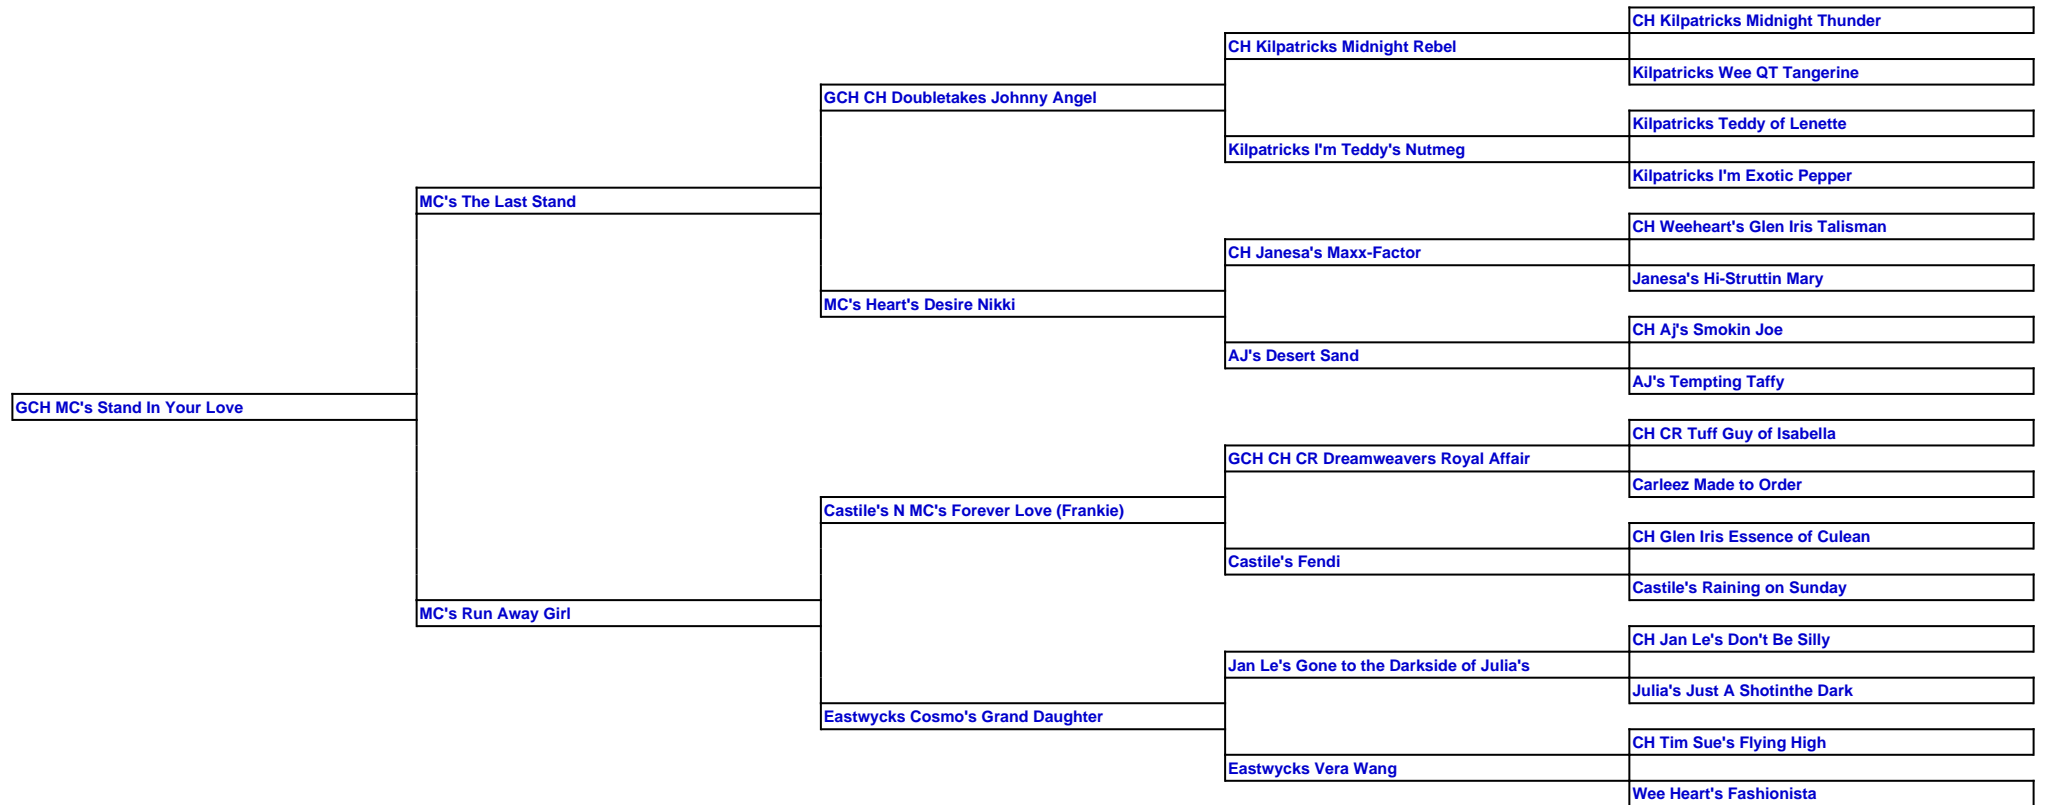 CH Kilpatricks Midnight Thunder
CH Kilpatricks Midnight Rebel
Kilpatricks Wee QT Tangerine
GCH CH Doubletakes Johnny Angel
Kilpatricks Teddy of Lenette
Kilpatricks I'm Teddy's Nutmeg
Kilpatricks I'm Exotic Pepper
MC's The Last Stand
CH Weeheart's Glen Iris Talisman
CH Janesa's Maxx-Factor
Janesa's Hi-Struttin Mary
MC's Heart's Desire Nikki
CH Aj's Smokin Joe
AJ's Desert Sand
AJ's Tempting Taffy
GCH MC's Stand In Your Love
CH CR Tuff Guy of Isabella
GCH CH CR Dreamweavers Royal Affair
Carleez Made to Order
Castile's N MC's Forever Love (Frankie)
CH Glen Iris Essence of Culean
Castile's Fendi
Castile's Raining on Sunday
MC's Run Away Girl
CH Jan Le's Don't Be Silly
Jan Le's Gone to the Darkside of Julia's
Julia's Just A Shotinthe Dark
Eastwycks Cosmo's Grand Daughter
CH Tim Sue's Flying High
Eastwycks Vera Wang
Wee Heart's Fashionista